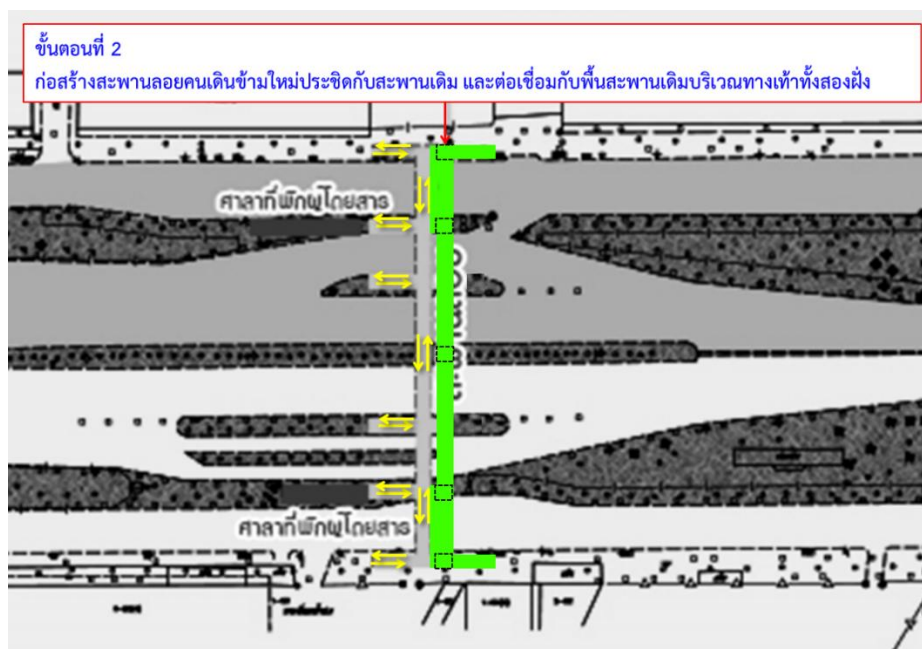 ขั้นตอนที่ 2
ก่อสร้างสะพานลอยคนเดินข้ามใหม่ประชิดกับสะพานเดิม และต่อเชื่อมกับพื้นสะพานเดิมบริเวณทางเท้าทั้งสองฝั่ง
ศาลาที่พักผู้โดยสาร
ศาลาที่พักผู้โดยสาร